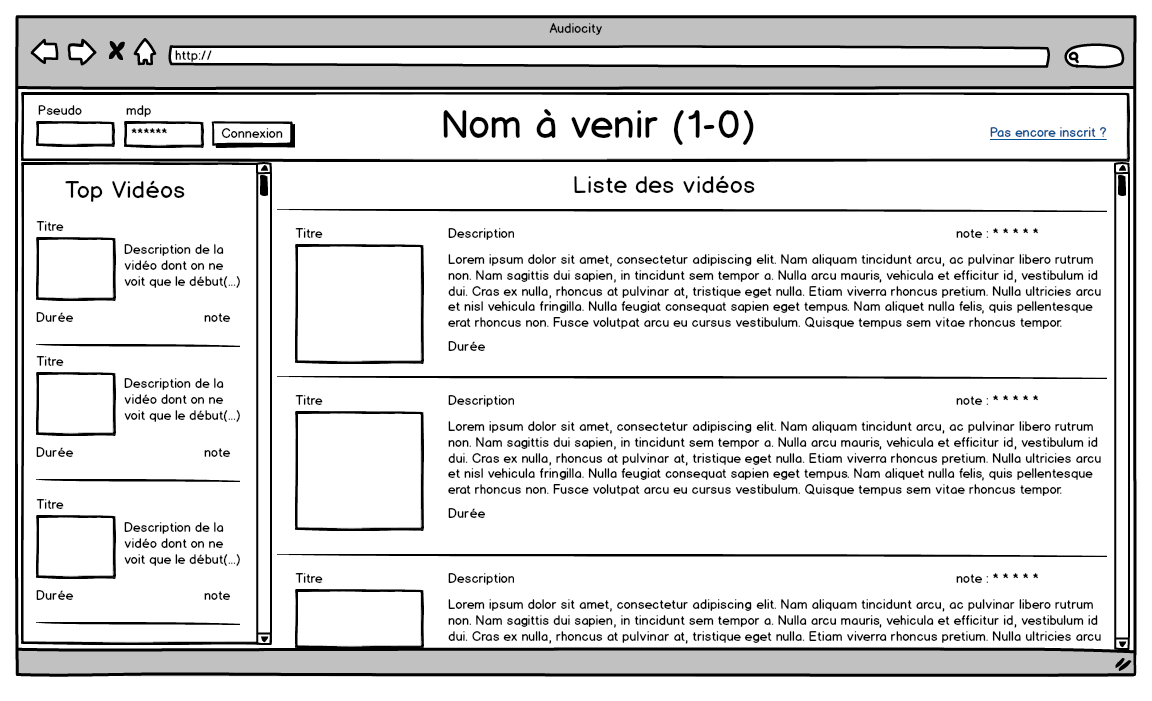 Audiocity
http://
Pseudo
mdp
******
Connexion
Nom à venir (1-0)
Pas encore inscrit ?
Top Vidéos
Titre
Description de la
vidéo dont on ne
voit que le début(...)
Durée
note
Titre
Description de la
vidéo dont on ne
voit que le début(...)
Durée
note
Titre
Description de la
vidéo dont on ne
voit que le début(...)
Durée
note
Liste des vidéos
Titre
Description
note : * * * * *
Lorem ipsum dolor sit amet, consectetur adipiscing elit. Nam aliquam tincidunt arcu, ac pulvinar libero rutrum
non. Nam sagittis dui sapien, in tincidunt sem tempor a. Nulla arcu mauris, vehicula et efficitur id, vestibulum id
dui. Cras ex nulla, rhoncus at pulvinar at, tristique eget nulla. Etiam viverra rhoncus pretium. Nulla ultricies arcu
et nisl vehicula fringilla. Nulla feugiat consequat sapien eget tempus. Nam aliquet nulla felis, quis pellentesque
erat rhoncus non. Fusce volutpat arcu eu cursus vestibulum. Quisque tempus sem vitae rhoncus tempor.
Durée
Titre
Description
note : * * * * *
Lorem ipsum dolor sit amet, consectetur adipiscing elit. Nam aliquam tincidunt arcu, ac pulvinar libero rutrum
non. Nam sagittis dui sapien, in tincidunt sem tempor a. Nulla arcu mauris, vehicula et efficitur id, vestibulum id
dui. Cras ex nulla, rhoncus at pulvinar at, tristique eget nulla. Etiam viverra rhoncus pretium. Nulla ultricies arcu
et nisl vehicula fringilla. Nulla feugiat consequat sapien eget tempus. Nam aliquet nulla felis, quis pellentesque
erat rhoncus non. Fusce volutpat arcu eu cursus vestibulum. Quisque tempus sem vitae rhoncus tempor.
Durée
Titre
Description
note : * * * * *
Lorem ipsum dolor sit amet, consectetur adipiscing elit. Nam aliquam tincidunt arcu, ac pulvinar libero rutrum
non. Nam sagittis dui sapien, in tincidunt sem tempor a. Nulla arcu mauris, vehicula et efficitur id, vestibulum id
dui. Cras ex nulla, rhoncus at pulvinar at, tristique eget nulla. Etiam viverra rhoncus pretium. Nulla ultricies arcu